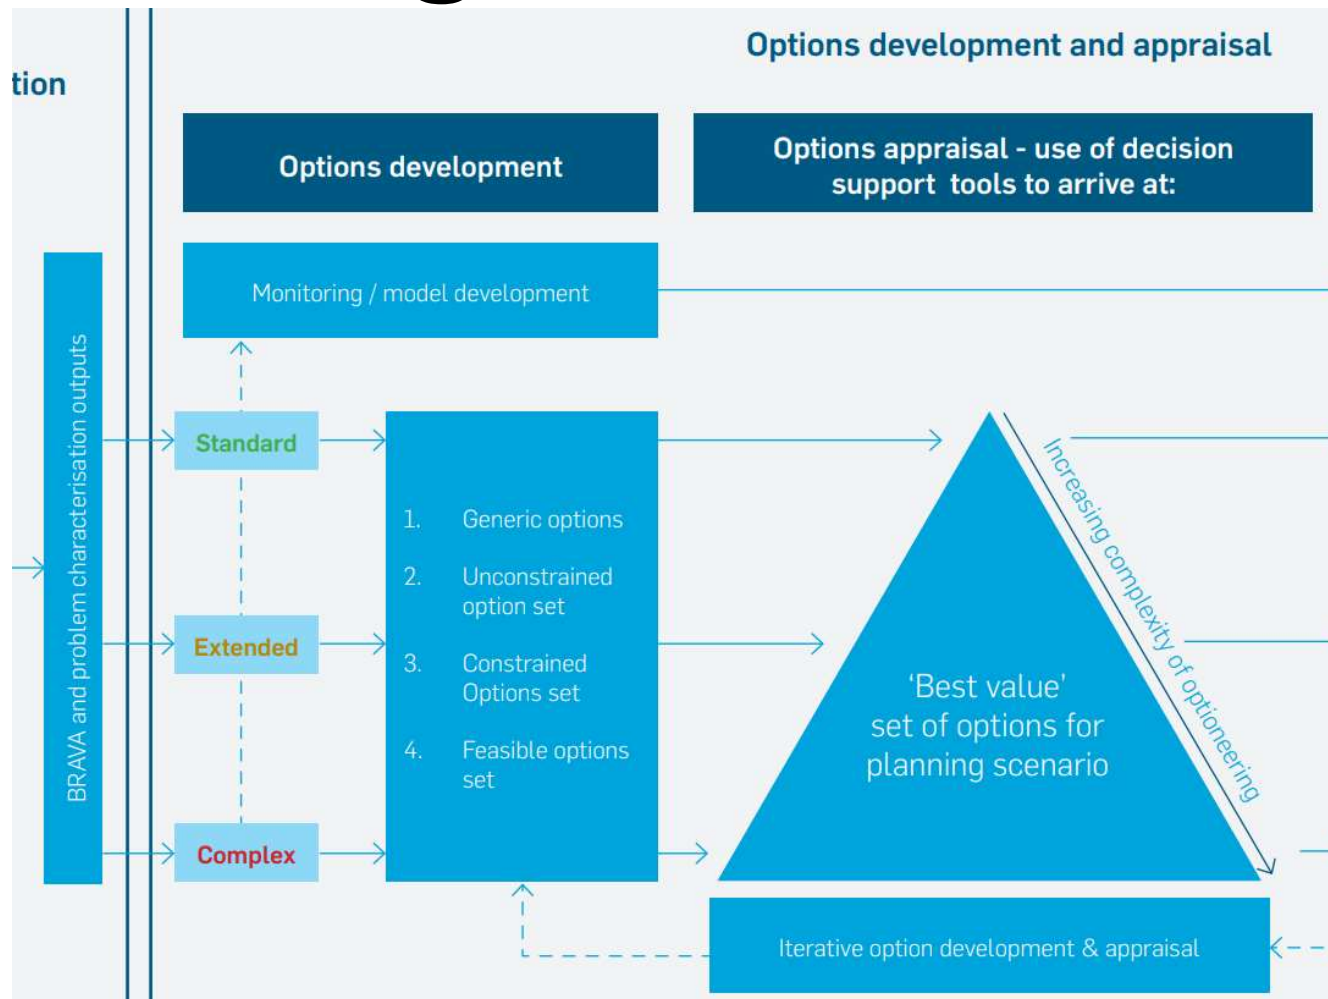 Options development and appraisal
tion
Options development
Options appraisal - use of decision
support tools to arrive at:
Monitoring / model development
BRAVA and problem characterisation outputs
Standard
Extended
Complex
1. Generic options
2. Unconstrained
option set
3. Constrained
Options set
4. Feasible options
set
'Best value'
set of options for
planning scenario
Increasing complexity of optioneering
Iterative option development & appraisal